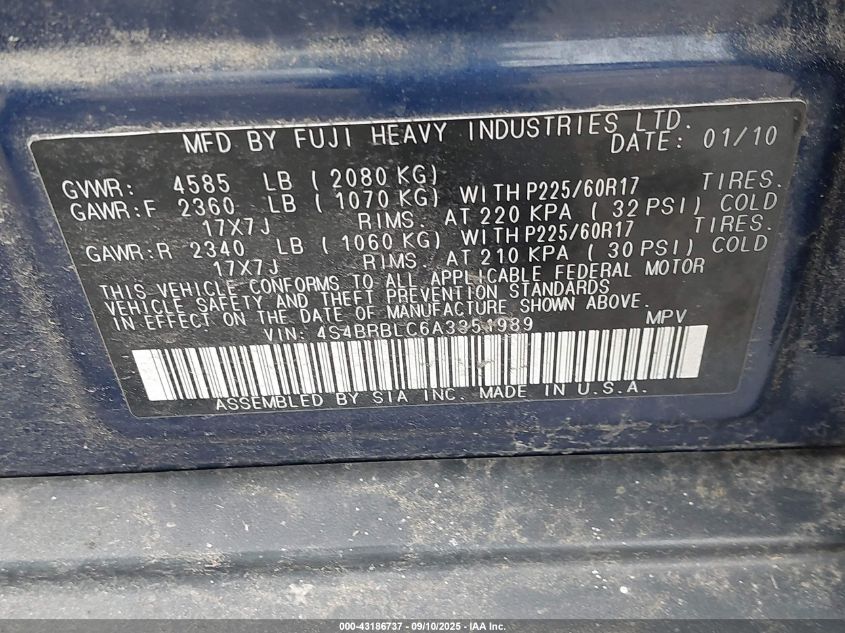 MFD BY FUJI HEAVY INDUSTRIES LTD.
DATE: 01/10
GVWR: 4585 LB ( 2080 KG)
GAWR:F 2360 LB ( 1070 KG) WITH P225/60R17 TIRES.
17X7J RIMS. AT 220 KPA ( 32 PSI) COLD
GAWR:R 2340 LB ( 1060 KG) WITH P225/60R17 TIRES.
17X7J RIMS. AT 210 KPA ( 30 PSI) COLD
THIS VEHICLE CONFORMS TO ALL APPLICABLE FEDERAL MOTOR
VEHICLE SAFETY AND THEFT PREVENTION STANDARDS
IN EFFECT ON THE DATE OF MANUFACTURE SHOWN ABOVE.
VIN: 4S4BRBLC6A3351989 MPV
ASSEMBLED BY SIA INC. MADE IN U.S.A.
000-43186737 - 09/10/2025 - IAA Inc.